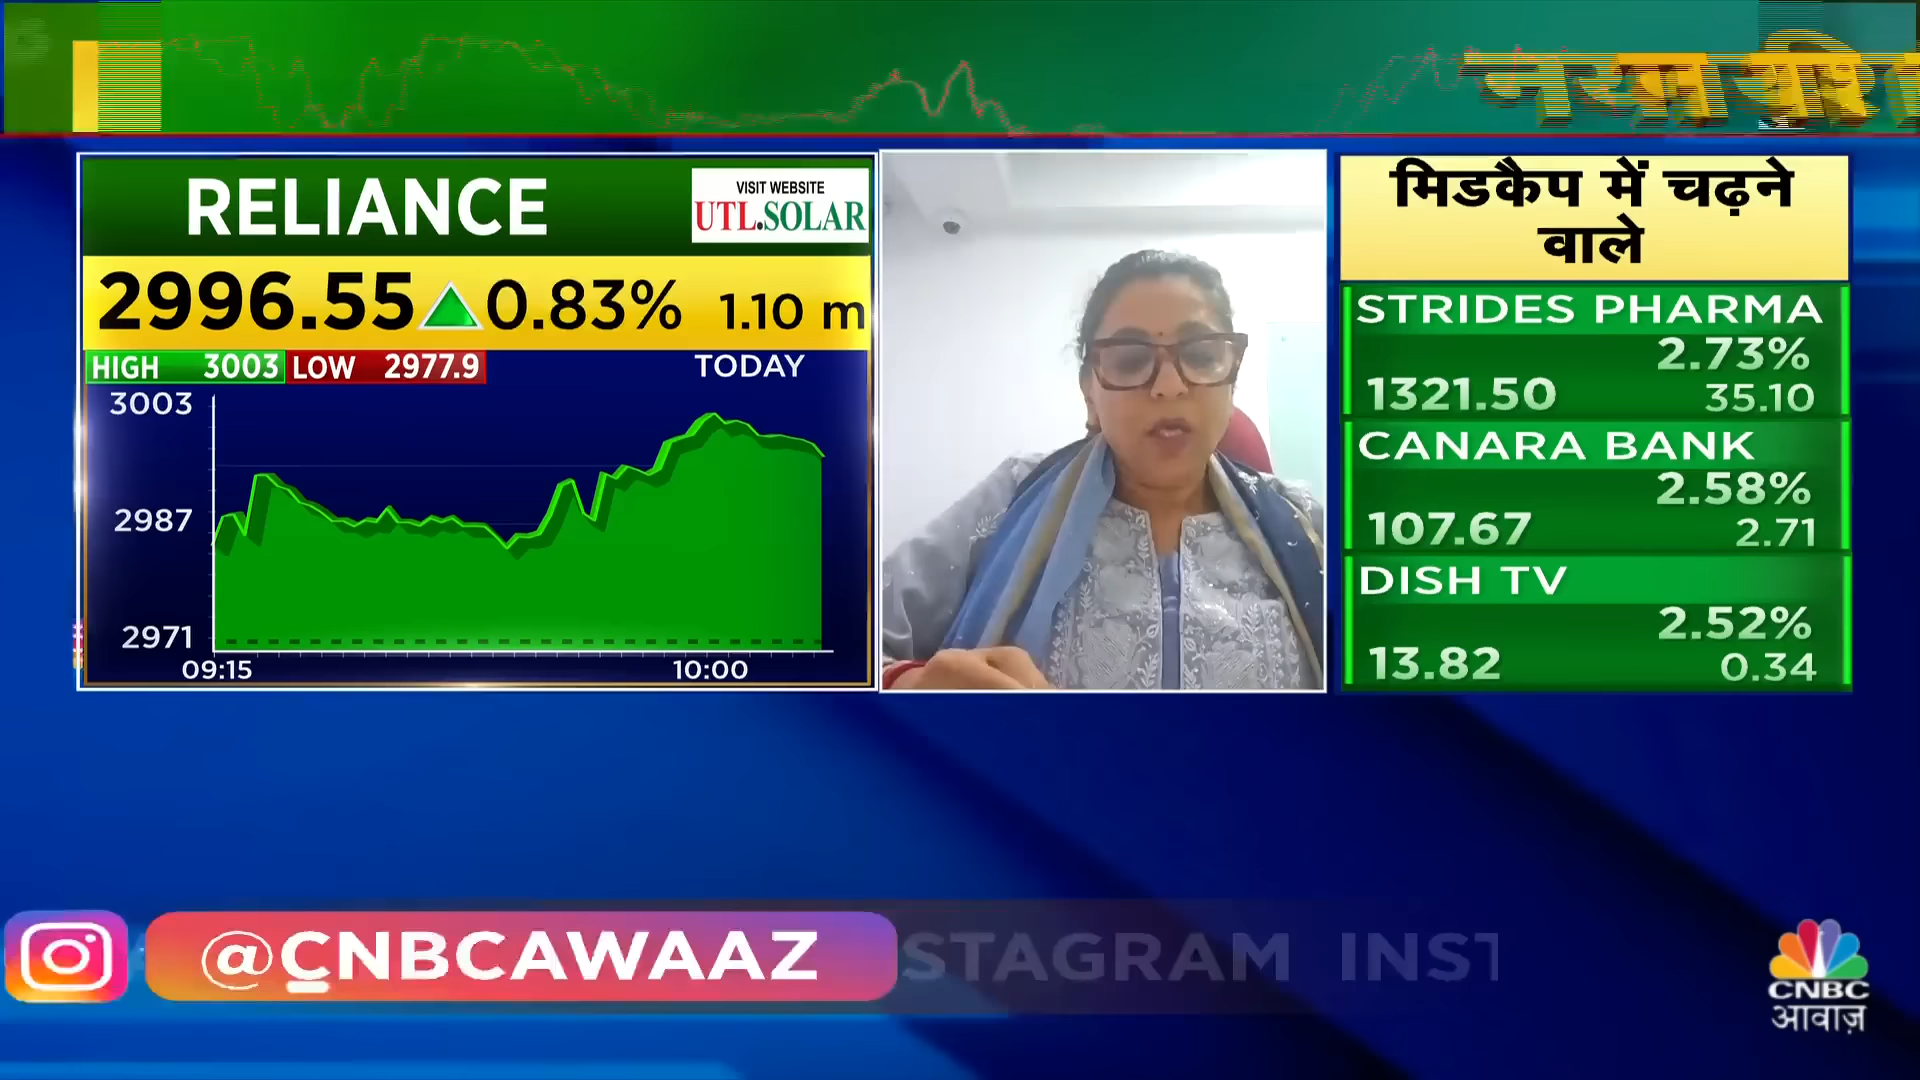 RELIANCE
VISIT WEBSITE
UTL.SOLAR
2996.55 0.83% 1.10 m
HIGH 3003 LOW 2977.9 TODAY
3003
2987
2971
09:15 10:00
मिडकैप में चढ़ने
वाले
STRIDES PHARMA
2.73%
1321.50 35.10
CANARA BANK
2.58%
107.67 2.71
DISH TV
2.52%
13.82 0.34
@CNBCAWAAZ STAGRAM INST
CNBC
आवाज़